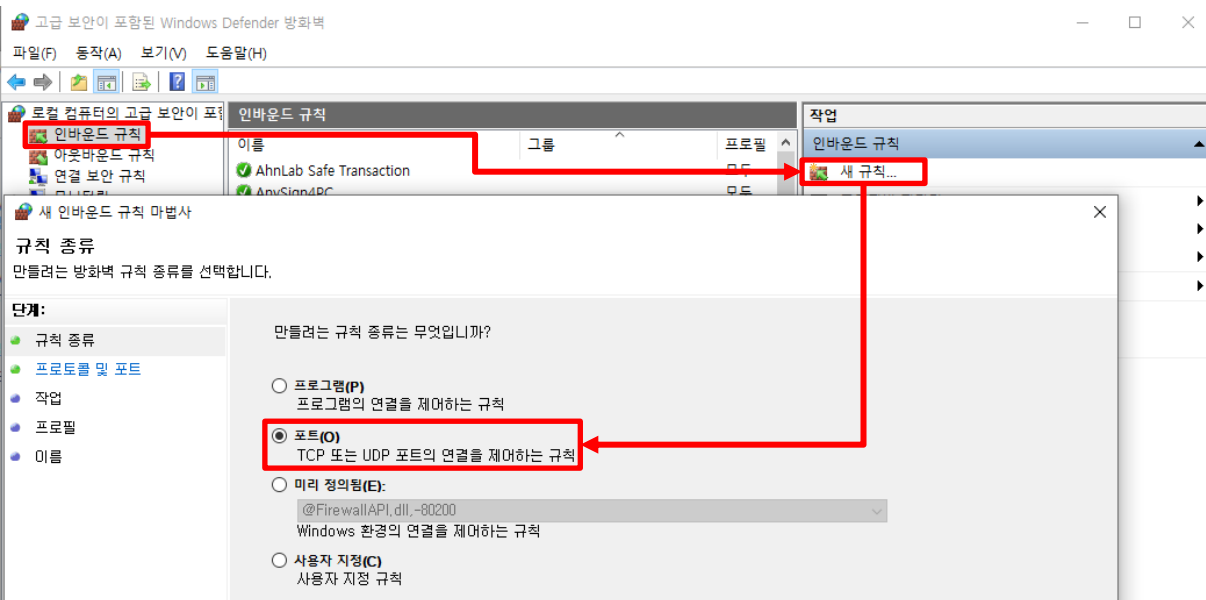 고급 보안이 포함된 Windows Defender 방화벽
파일(F) 동작(A) 보기(V) 도움말(H)
로컬 컴퓨터의 고급 보안이 포함
인바운드 규칙
아웃바운드 규칙
연결 보안 규칙
모니터링
인바운드 규칙
이름 그룹 프로필
AhnLab Safe Transaction 모두
AnySign4PC 모두
작업
인바운드 규칙
새 규칙...
새 인바운드 규칙 마법사
규칙 종류
만들려는 방화벽 규칙 종류를 선택합니다.
단계:
규칙 종류
프로토콜 및 포트
작업
프로필
이름
만들려는 규칙 종류는 무엇입니까?
프로그램(P)
프로그램의 연결을 제어하는 규칙
포트(O)
TCP 또는 UDP 포트의 연결을 제어하는 규칙
미리 정의됨(E):
@FirewallAPI,dll,-80200
Windows 환경의 연결을 제어하는 규칙
사용자 지정(C)
사용자 지정 규칙